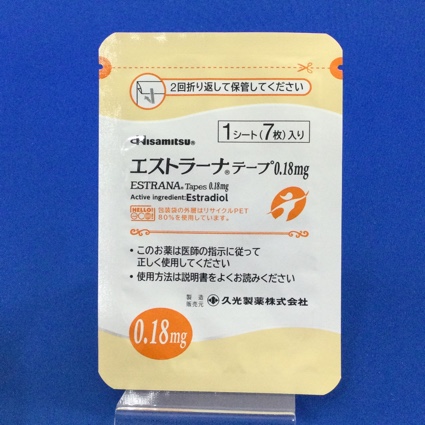 2回折り返して保管してください
1シート(7枚)入り
Hisamitsu®
エストラーナ®テープ0.18mg
ESTRANA® Tapes 0.18mg
Active ingredient:Estradiol
HELLO! 包装袋の外層はリサイクルPET
80%を使用しています。
・このお薬は医師の指示に従って
正しく使用してください
・使用方法は説明書をよくお読みください
製造
販売元 久光製薬株式会社
0.18mg